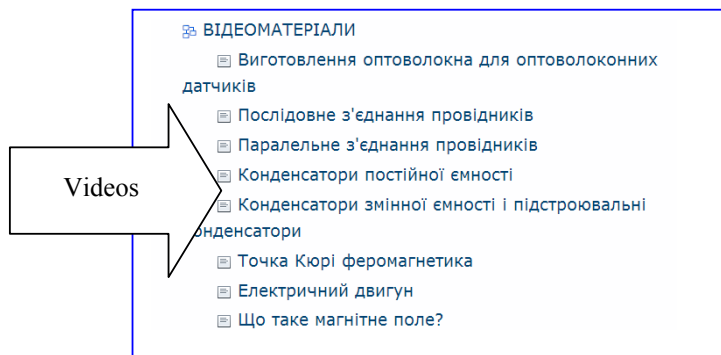 ВІДЕОМАТЕРІАЛИ
Виготовлення оптоволокна для оптоволоконних
датчиків
Послідовне з'єднання провідників
Паралельне з'єднання провідників
Videos
Конденсатори постійної ємності
Конденсатори змінної ємності і підстроювальні
конденсатори
Точка Кюрі феромагнетика
Електричний двигун
Що таке магнітне поле?